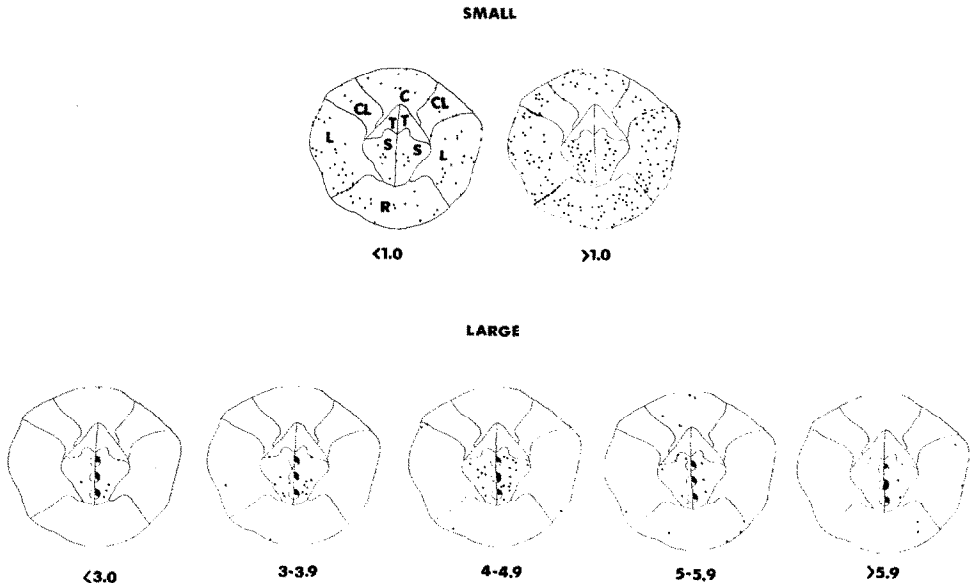 SMALL
C
CL CL
T T
L S S L
R
<1.0 >1.0
LARGE
<3.0 3-3.9 4-4.9 5-5.9 >5.9